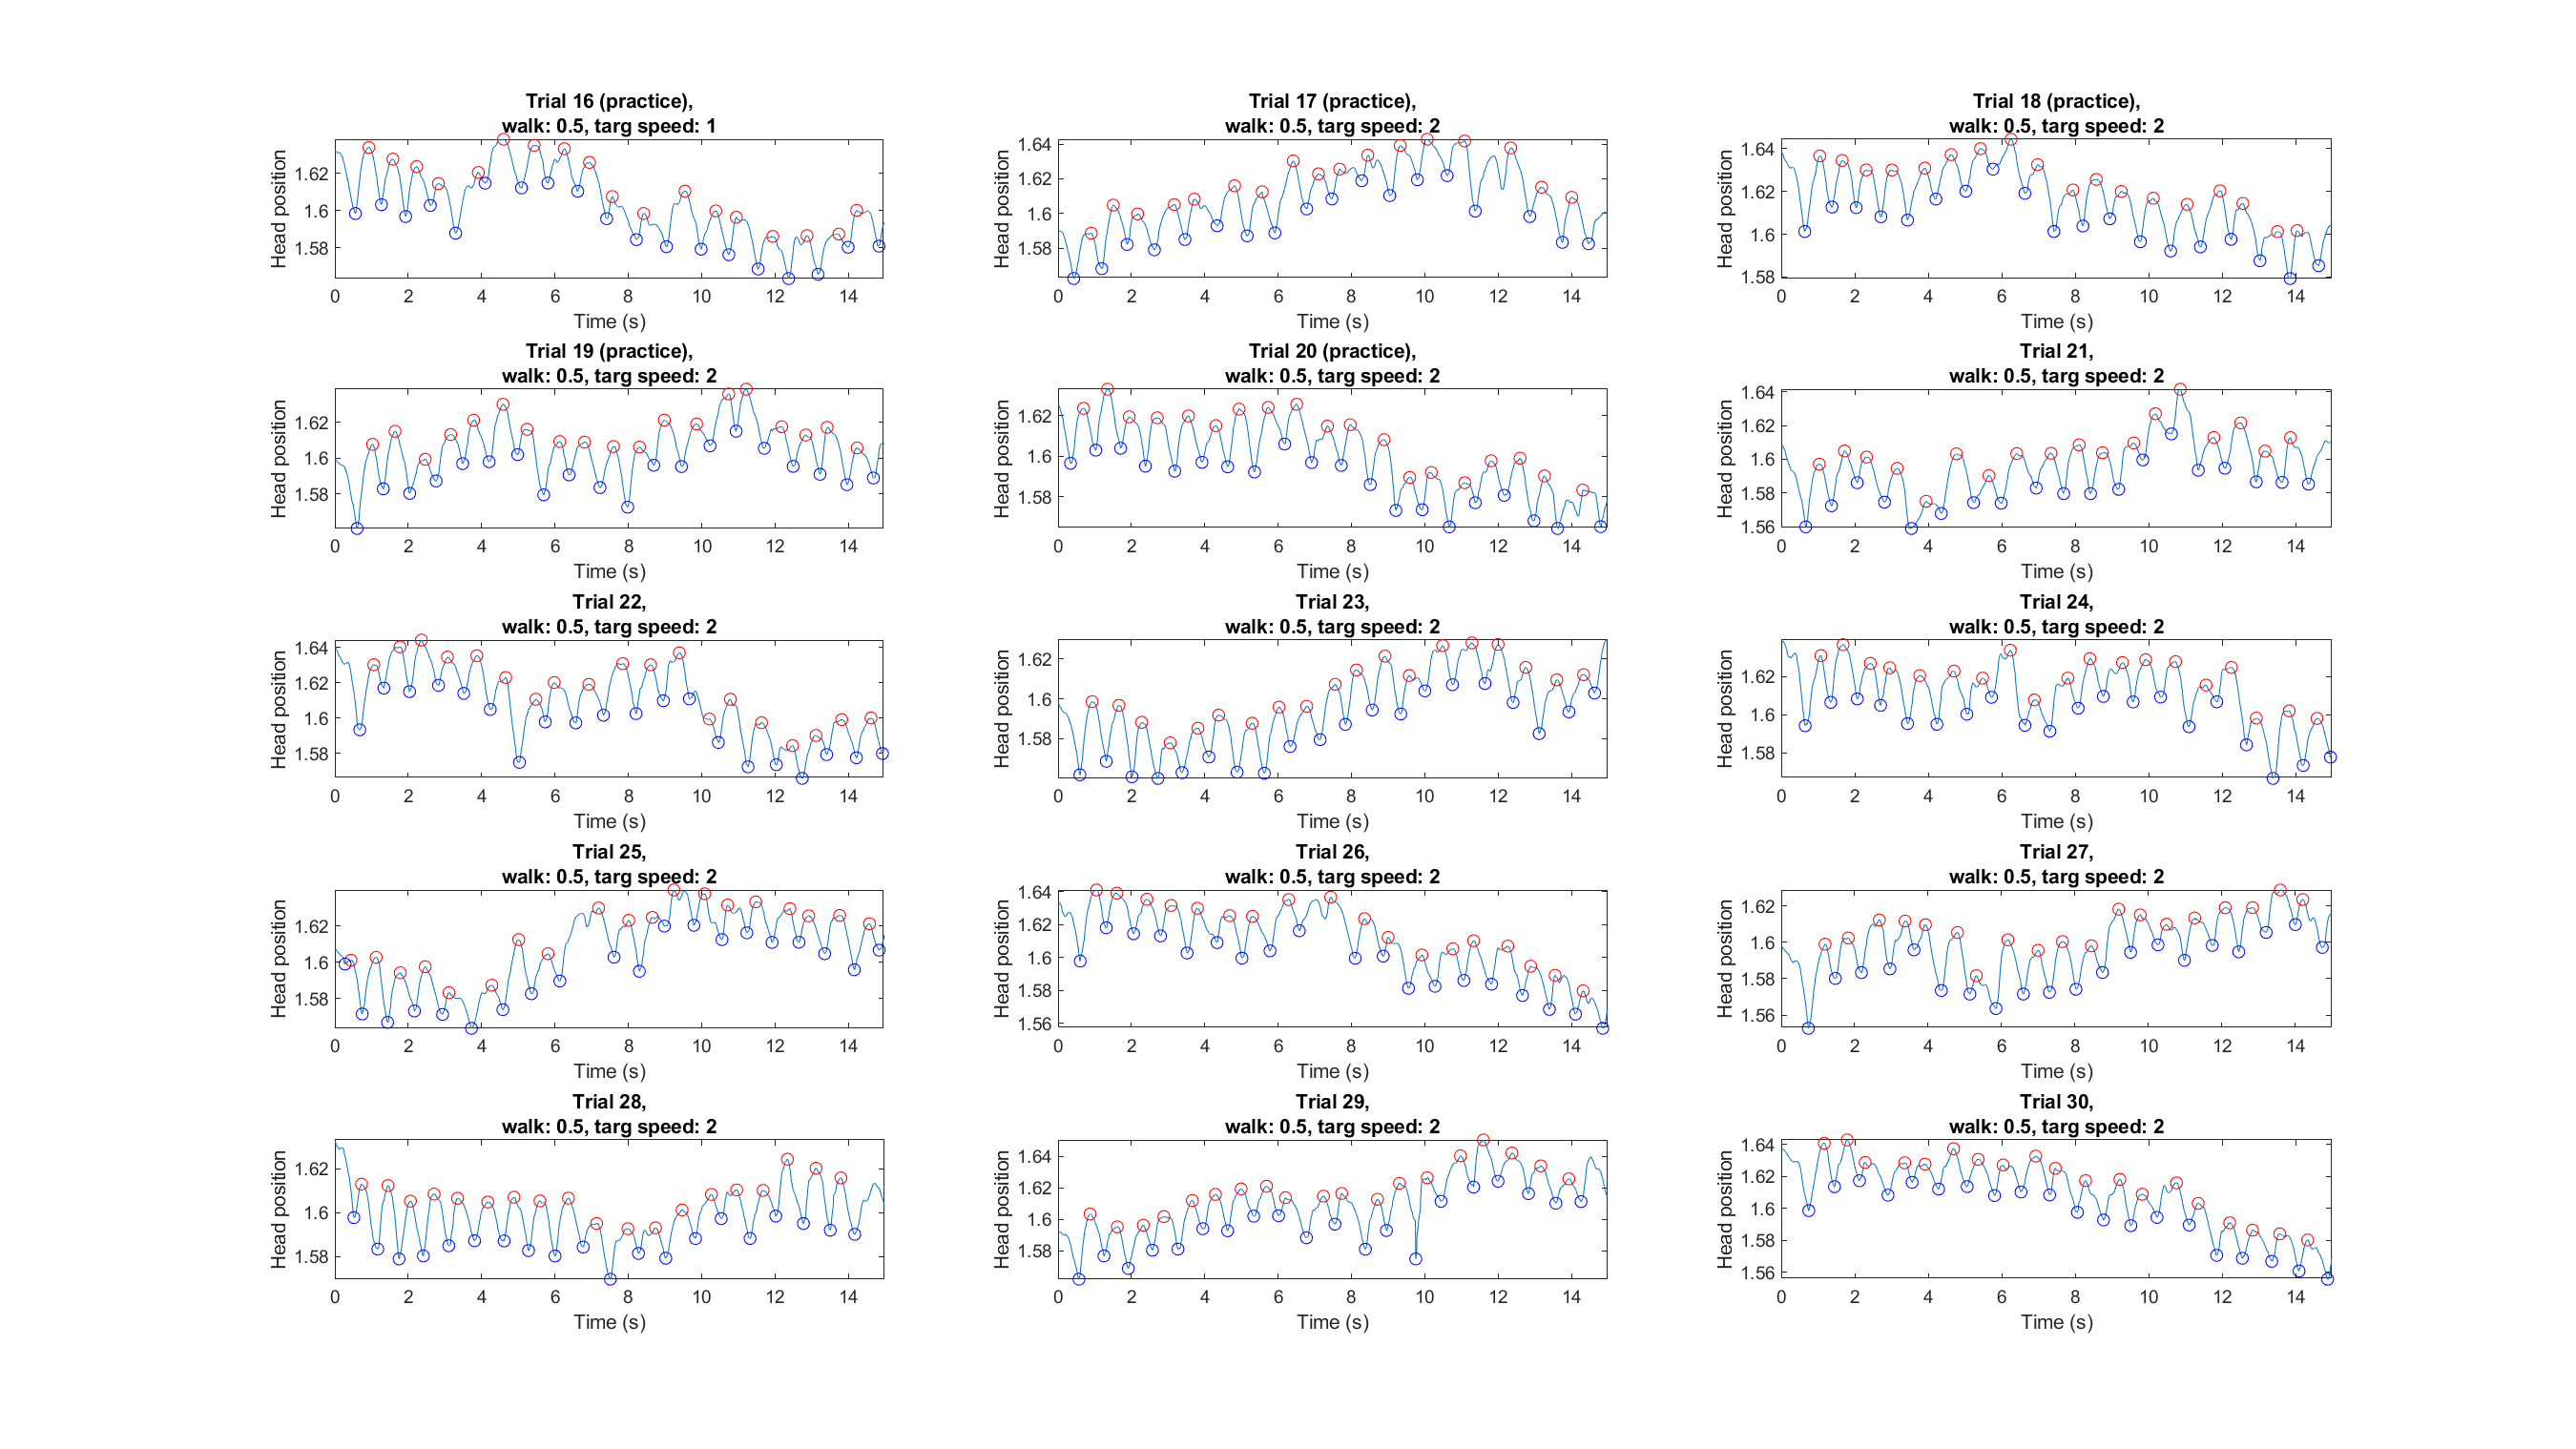 Trial 16 (practice),
walk: 0.5, targ speed: 1
Head position
1.62
1.6
1.58
0 2 4 6 8 10 12 14
Time (s)
Trial 17 (practice),
walk: 0.5, targ speed: 2
Head position
1.64
1.62
1.6
1.58
0 2 4 6 8 10 12 14
Time (s)
Trial 18 (practice),
walk: 0.5, targ speed: 2
Head position
1.64
1.62
1.6
1.58
0 2 4 6 8 10 12 14
Time (s)
Trial 19 (practice),
walk: 0.5, targ speed: 2
Head position
1.62
1.6
1.58
0 2 4 6 8 10 12 14
Time (s)
Trial 20 (practice),
walk: 0.5, targ speed: 2
Head position
1.62
1.6
1.58
0 2 4 6 8 10 12 14
Time (s)
Trial 21,
walk: 0.5, targ speed: 2
Head position
1.64
1.62
1.6
1.58
1.56
0 2 4 6 8 10 12 14
Time (s)
Trial 22,
walk: 0.5, targ speed: 2
Head position
1.64
1.62
1.6
1.58
0 2 4 6 8 10 12 14
Time (s)
Trial 23,
walk: 0.5, targ speed: 2
Head position
1.62
1.6
1.58
0 2 4 6 8 10 12 14
Time (s)
Trial 24,
walk: 0.5, targ speed: 2
Head position
1.62
1.6
1.58
0 2 4 6 8 10 12 14
Time (s)
Trial 25,
walk: 0.5, targ speed: 2
Head position
1.62
1.6
1.58
0 2 4 6 8 10 12 14
Time (s)
Trial 26,
walk: 0.5, targ speed: 2
Head position
1.64
1.62
1.6
1.58
1.56
0 2 4 6 8 10 12 14
Time (s)
Trial 27,
walk: 0.5, targ speed: 2
Head position
1.62
1.6
1.58
1.56
0 2 4 6 8 10 12 14
Time (s)
Trial 28,
walk: 0.5, targ speed: 2
Head position
1.62
1.6
1.58
0 2 4 6 8 10 12 14
Time (s)
Trial 29,
walk: 0.5, targ speed: 2
Head position
1.64
1.62
1.6
1.58
0 2 4 6 8 10 12 14
Time (s)
Trial 30,
walk: 0.5, targ speed: 2
Head position
1.64
1.62
1.6
1.58
1.56
0 2 4 6 8 10 12 14
Time (s)